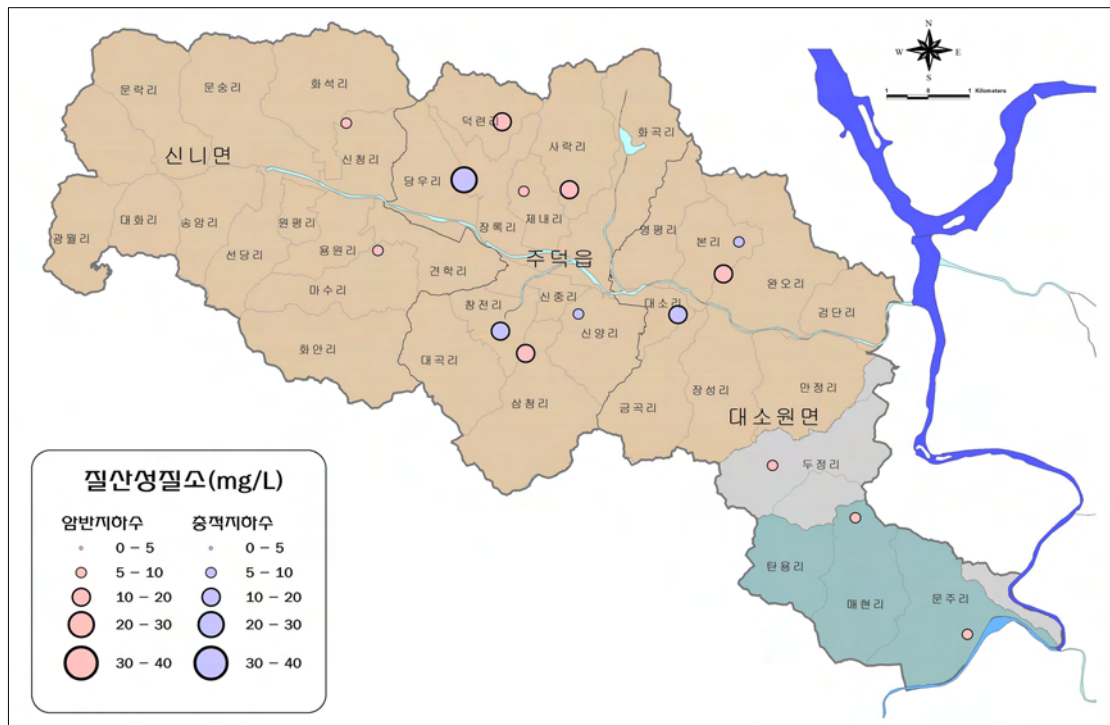 N
W E
S
1 0 1 Kilometers
화석리
문락리
문숭리
덕련리
화곡리
사락리
신니면
신청리
당우리
대화리
송암리
원평리
제내리
장록리
영평리
본리
광월리
선당리
용원리
주덕읍
견학리
완오리
마수리
창전리
신중리
대소리
검단리
신양리
화안리
대곡리
만정리
장성리
삼청리
금곡리
대소원면
두정리
탄용리
매현리
문주리
질산성질소(mg/L)
암반지하수 충적지하수
0 – 5 0 – 5
5 – 10 5 – 10
10 – 20 10 – 20
20 – 30 20 – 30
30 – 40 30 – 40